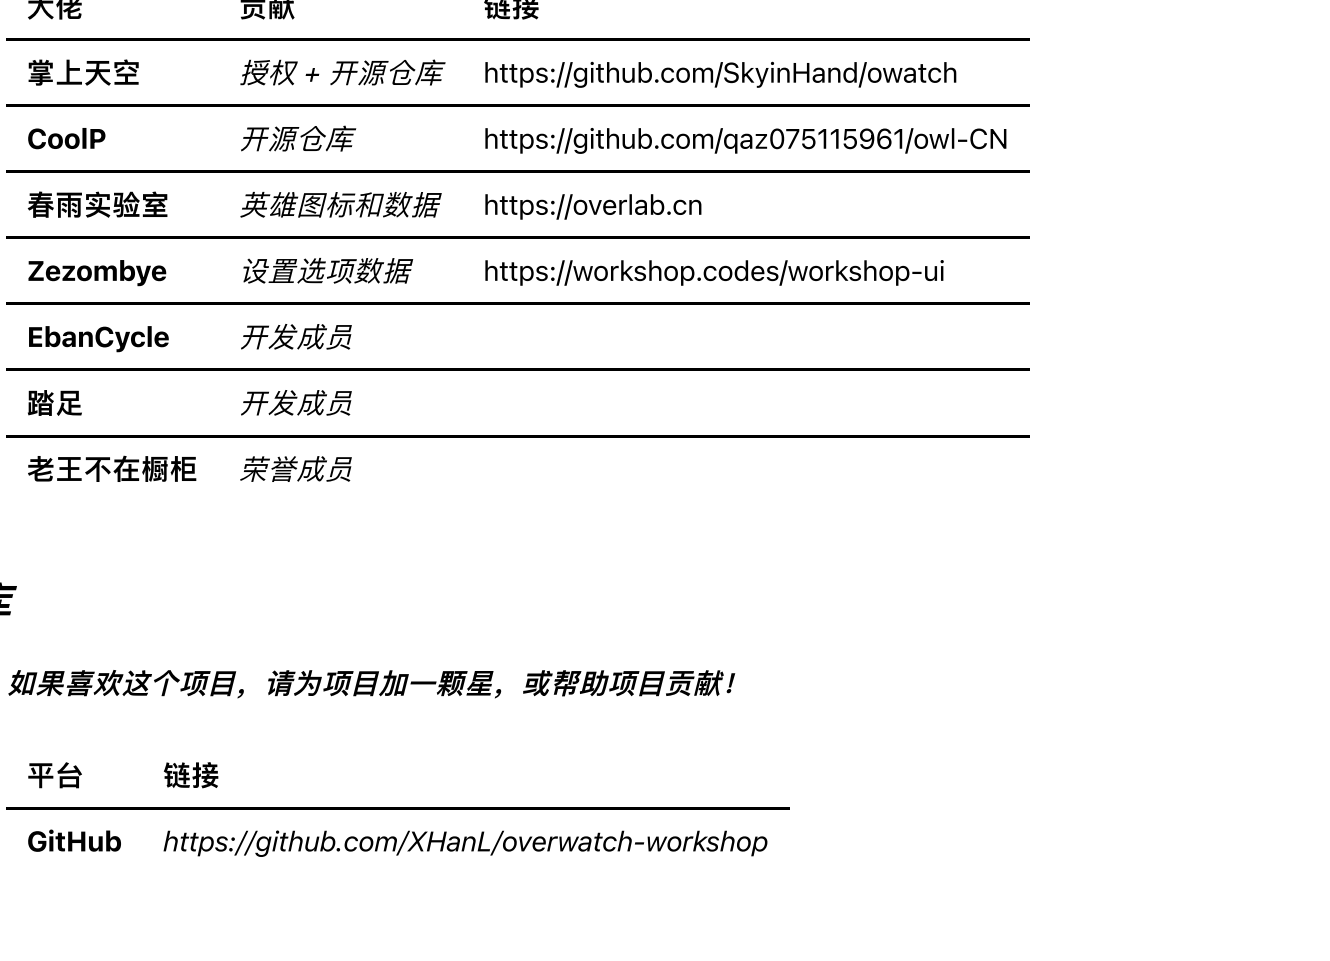 大佬 贡献 链接
掌上天空 授权 + 开源仓库 https://github.com/SkyinHand/owatch
CoolP 开源仓库 https://github.com/qaz075115961/owl-CN
春雨实验室 英雄图标和数据 https://overlab.cn
Zezombye 设置选项数据 https://workshop.codes/workshop-ui
EbanCycle 开发成员
踏足 开发成员
老王不在橱柜 荣誉成员
如果喜欢这个项目，请为项目加一颗星，或帮助项目贡献！
平台 链接
GitHub https://github.com/XHanL/overwatch-workshop